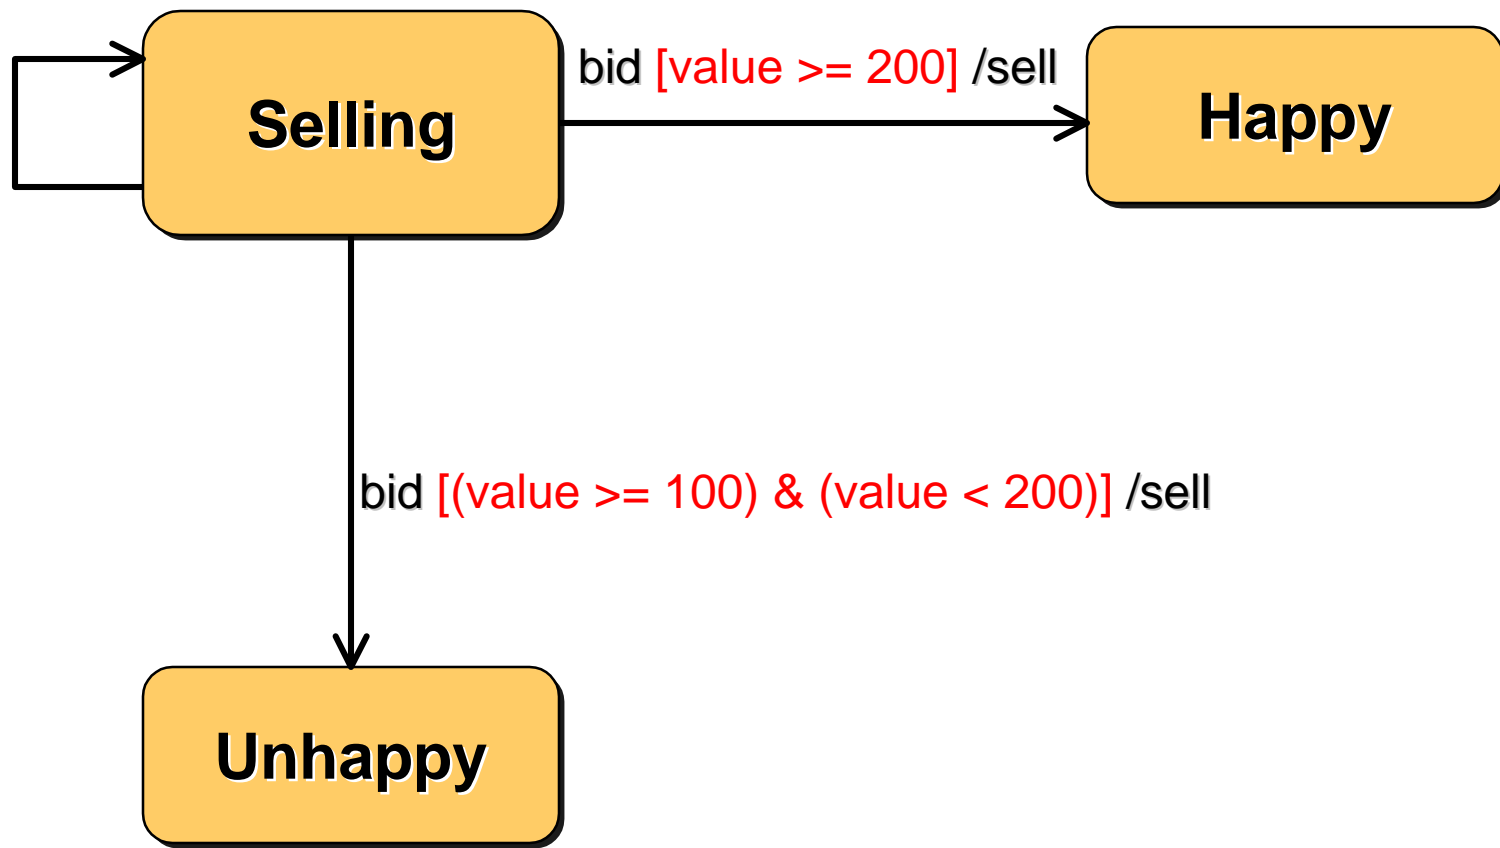 bid [value >= 200] /sell
Selling
Happy
bid [(value >= 100) & (value < 200)] /sell
Unhappy